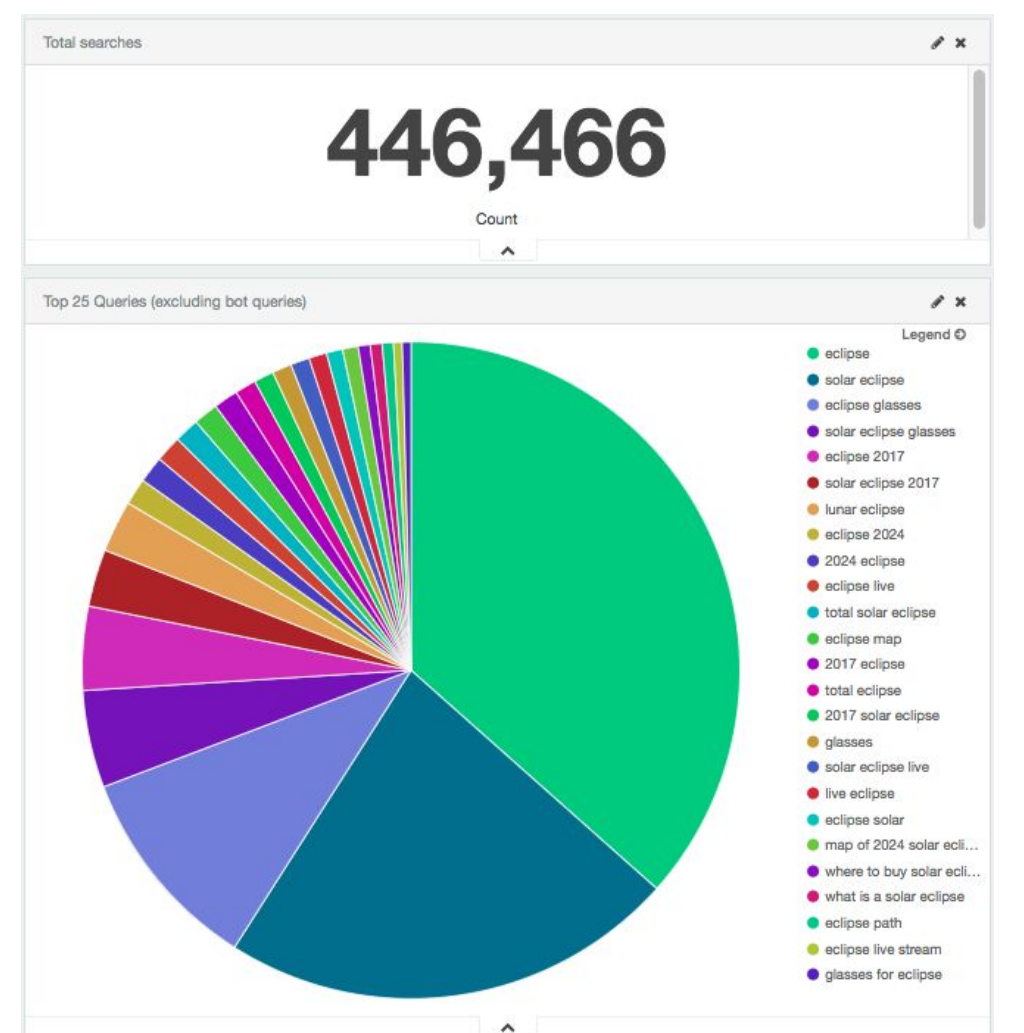 Total searches
446,466
Count
Top 25 Queries (excluding bot queries)
Legend
eclipse
solar eclipse
eclipse glasses
solar eclipse glasses
eclipse 2017
solar eclipse 2017
lunar eclipse
eclipse 2024
2024 eclipse
eclipse live
total solar eclipse
eclipse map
2017 eclipse
total eclipse
2017 solar eclipse
glasses
solar eclipse live
live eclipse
eclipse solar
map of 2024 solar ecli...
where to buy solar ecli...
what is a solar eclipse
eclipse path
eclipse live stream
glasses for eclipse